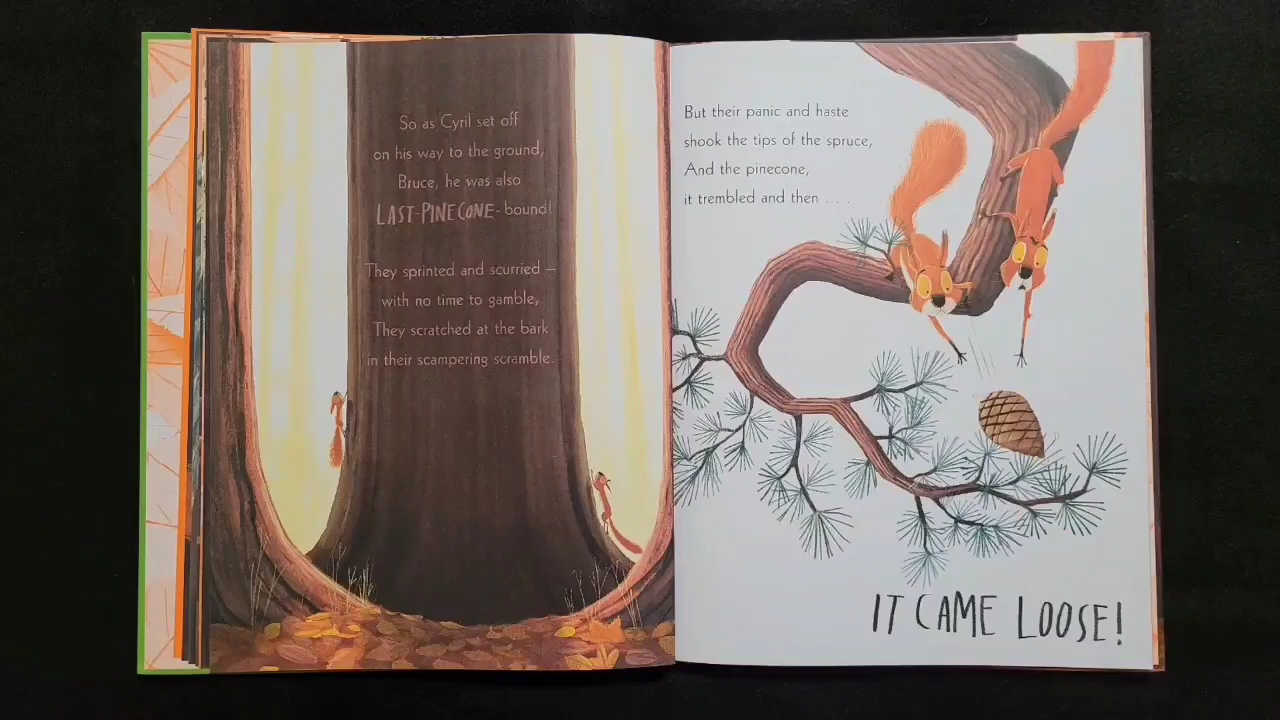 So as Cyril set off
on his way to the ground,
Bruce, he was also
LAST-PINECONE-bound!
They sprinted and scurried –
with no time to gamble,
They scratched at the bark
in their scampering scramble.
But their panic and haste
shook the tips of the spruce,
And the pinecone,
it trembled and then . . .
IT CAME LOOSE!